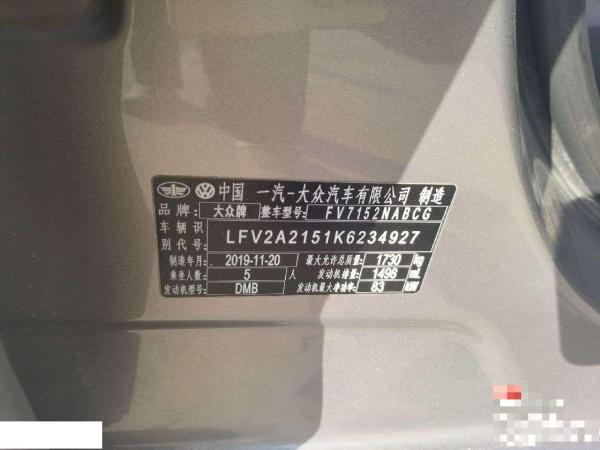 中国 一汽-大众汽车有限公司 制造
品牌: 大众牌 整车型号: FV7152NABCG
车辆识别代号: LFV2A2151K6234927
制造年月: 2019-11-20 最大允许总质量: 1730 kg
乘坐人数: 5 人 发动机排量: 1498 mL
发动机型号: DMB 发动机最大净功率: 83 kW